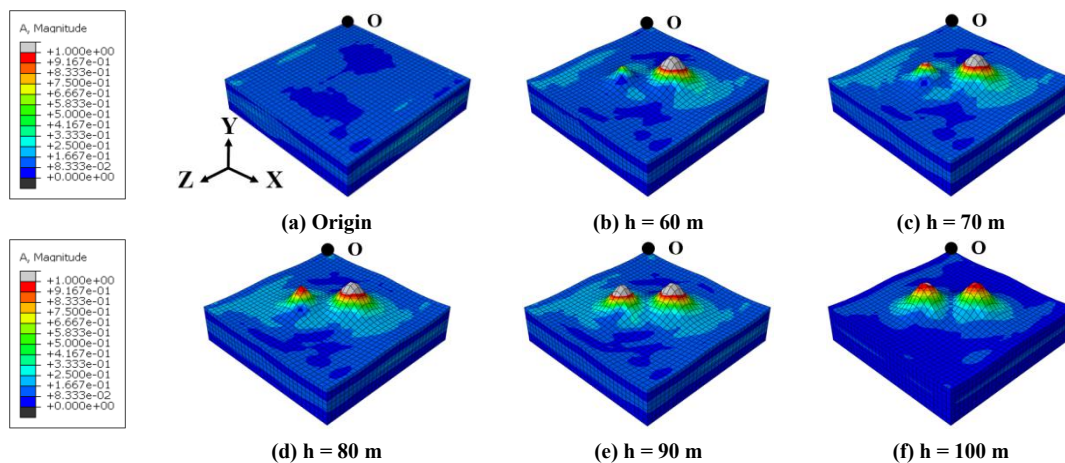 A, Magnitude
+1.000e+00
+9.167e-01
+8.333e-01
+7.500e-01
+6.667e-01
+5.833e-01
+5.000e-01
+4.167e-01
+3.333e-01
+2.500e-01
+1.667e-01
+8.333e-02
+0.000e+00
O
Y
Z
X
(a) Origin
O
(b) h = 60 m
O
(c) h = 70 m
A, Magnitude
+1.000e+00
+9.167e-01
+8.333e-01
+7.500e-01
+6.667e-01
+5.833e-01
+5.000e-01
+4.167e-01
+3.333e-01
+2.500e-01
+1.667e-01
+8.333e-02
+0.000e+00
O
(d) h = 80 m
O
(e) h = 90 m
O
(f) h = 100 m